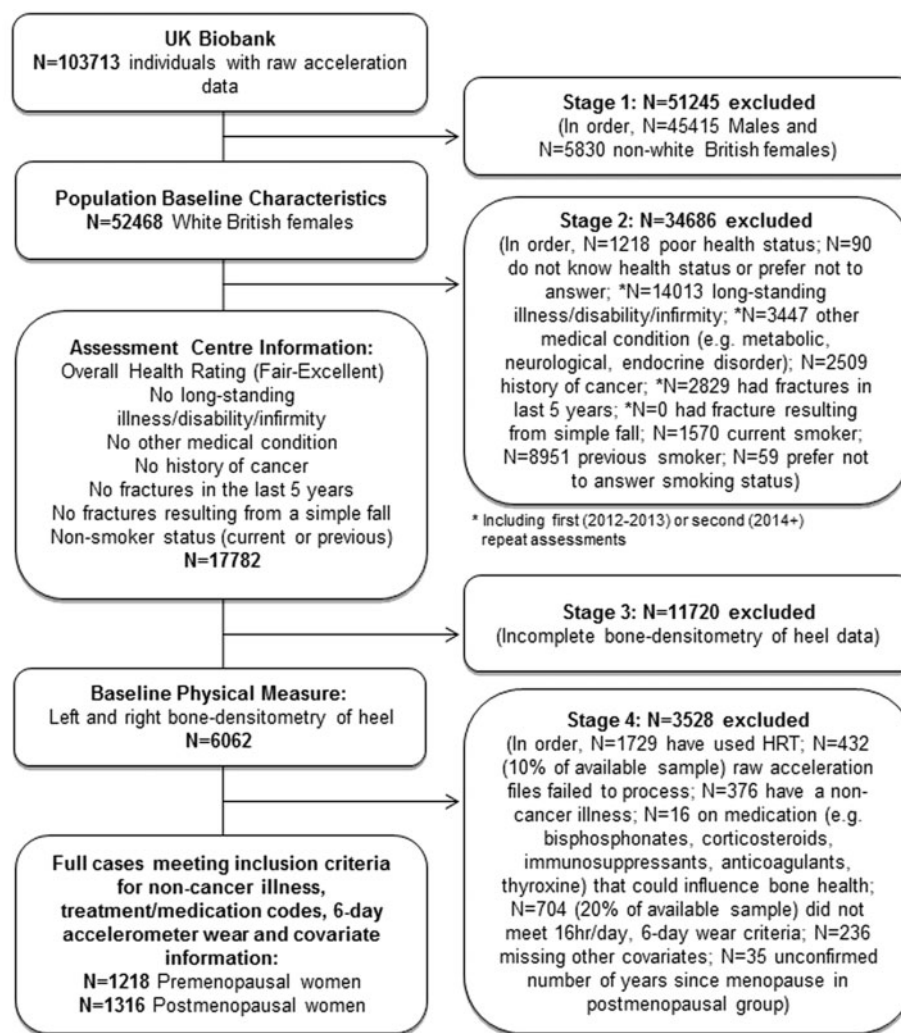 UK Biobank
N=103713 individuals with raw acceleration
data
Stage 1: N=51245 excluded
(In order, N=45415 Males and
N=5830 non-white British females)
Population Baseline Characteristics
N=52468 White British females
Stage 2: N=34686 excluded
(In order, N=1218 poor health status; N=90
do not know health status or prefer not to
answer; *N=14013 long-standing
illness/disability/infirmity; *N=3447 other
medical condition (e.g. metabolic,
neurological, endocrine disorder); N=2509
history of cancer; *N=2829 had fractures in
last 5 years; *N=0 had fracture resulting
from simple fall; N=1570 current smoker;
N=8951 previous smoker; N=59 prefer not
to answer smoking status)
* Including first (2012-2013) or second (2014+)
repeat assessments
Assessment Centre Information:
Overall Health Rating (Fair-Excellent)
No long-standing
illness/disability/infirmity
No other medical condition
No history of cancer
No fractures in the last 5 years
No fractures resulting from a simple fall
Non-smoker status (current or previous)
N=17782
Stage 3: N=11720 excluded
(Incomplete bone-densitometry of heel data)
Baseline Physical Measure:
Left and right bone-densitometry of heel
N=6062
Stage 4: N=3528 excluded
(In order, N=1729 have used HRT; N=432
(10% of available sample) raw acceleration
files failed to process; N=376 have a non-
cancer illness; N=16 on medication (e.g.
bisphosphonates, corticosteroids,
immunosuppressants, anticoagulants,
thyroxine) that could influence bone health;
N=704 (20% of available sample) did not
meet 16hr/day, 6-day wear criteria; N=236
missing other covariates; N=35 unconfirmed
number of years since menopause in
postmenopausal group)
Full cases meeting inclusion criteria
for non-cancer illness,
treatment/medication codes, 6-day
accelerometer wear and covariate
information:
N=1218 Premenopausal women
N=1316 Postmenopausal women